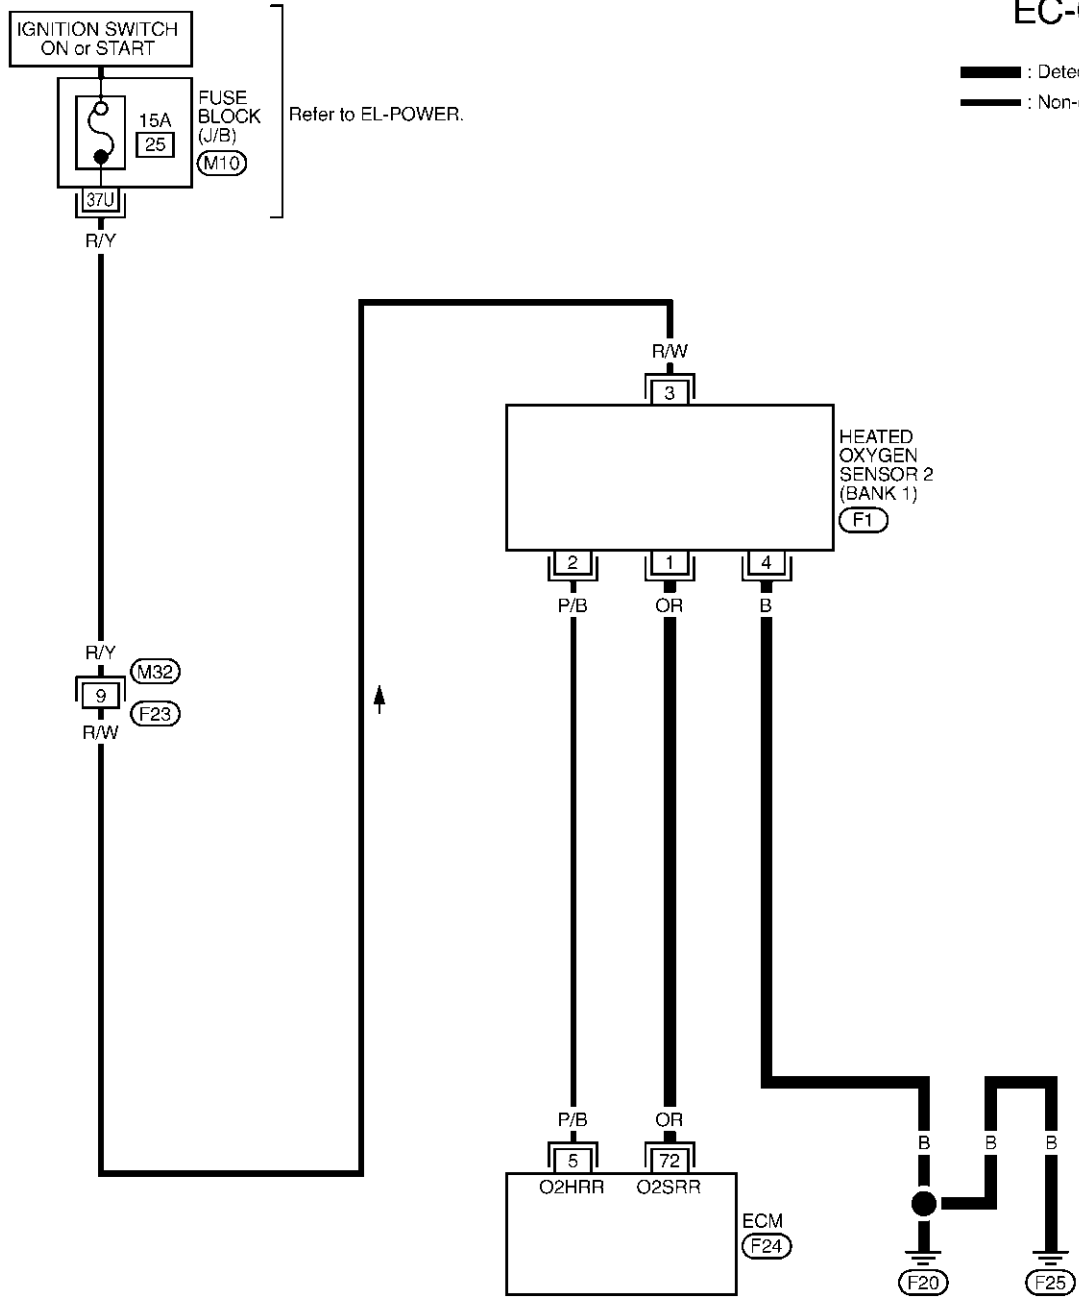 EC-
: Dete
: Non-
IGNITION SWITCH
ON or START
15A
25
FUSE
BLOCK
(J/B)
M10
Refer to EL-POWER.
37U
R/Y
R/W
3
HEATED
OXYGEN
SENSOR 2
(BANK 1)
F1
2
1
4
P/B
OR
B
R/Y
M32
9
F23
R/W
P/B
OR
B
B
B
5
72
O2HRR
O2SRR
ECM
F24
F20
F25